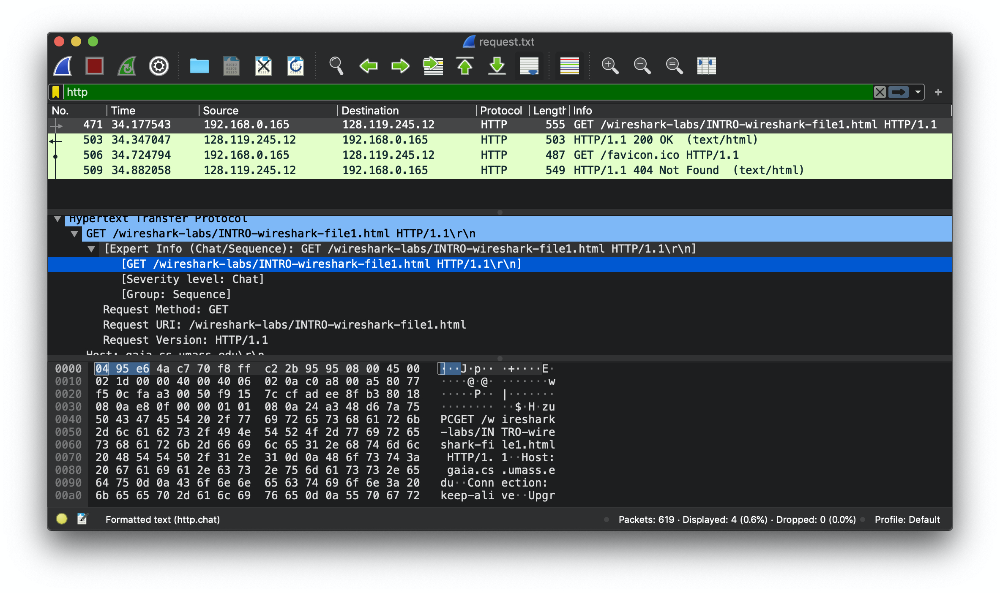 request.txt
http
No. Time Source Destination Protocol Length Info
471 34.177543 192.168.0.165 128.119.245.12 HTTP 555 GET /wireshark-labs/INTRO-wireshark-file1.html HTTP/1.1
503 34.347047 128.119.245.12 192.168.0.165 HTTP 503 HTTP/1.1 200 OK  (text/html)
506 34.724794 192.168.0.165 128.119.245.12 HTTP 487 GET /favicon.ico HTTP/1.1
509 34.882058 128.119.245.12 192.168.0.165 HTTP 549 HTTP/1.1 404 Not Found  (text/html)
Hypertext Transfer Protocol
GET /wireshark-labs/INTRO-wireshark-file1.html HTTP/1.1\r\n
[Expert Info (Chat/Sequence): GET /wireshark-labs/INTRO-wireshark-file1.html HTTP/1.1\r\n]
[GET /wireshark-labs/INTRO-wireshark-file1.html HTTP/1.1\r\n]
[Severity level: Chat]
[Group: Sequence]
Request Method: GET
Request URI: /wireshark-labs/INTRO-wireshark-file1.html
Request Version: HTTP/1.1
Host: gaia.cs.umass.edu\r\n
0000 04 95 e6 4a c7 70 f8 ff c2 2b 95 95 08 00 45 00 ···J·p·· ·+····E·
0010 02 1d 00 00 40 00 40 06 02 0a c0 a8 00 a5 80 77 ····@·@· ·······w
0020 f5 0c fa a3 00 50 f9 15 7c cf ad ee 8f b3 80 18 ·····P·· |·······
0030 08 0a e8 0f 00 00 01 01 08 0a 24 a3 48 d6 7a 75 ········ ··$·H·zu
0040 50 43 47 45 54 20 2f 77 69 72 65 73 68 61 72 6b PCGET /w ireshark
0050 2d 6c 61 62 73 2f 49 4e 54 52 4f 2d 77 69 72 65 -labs/IN TRO-wire
0060 73 68 61 72 6b 2d 66 69 6c 65 31 2e 68 74 6d 6c shark-fi le1.html
0070 20 48 54 54 50 2f 31 2e 31 0d 0a 48 6f 73 74 3a HTTP/1. 1··Host:
0080 20 67 61 69 61 2e 63 73 2e 75 6d 61 73 73 2e 65 gaia.cs .umass.e
0090 64 75 0d 0a 43 6f 6e 6e 65 63 74 69 6f 6e 3a 20 du··Conn ection:
00a0 6b 65 65 70 2d 61 6c 69 76 65 0d 0a 55 70 67 72 keep-ali ve··Upgr
Formatted text (http.chat) Packets: 619 · Displayed: 4 (0.6%) · Dropped: 0 (0.0%) Profile: Default